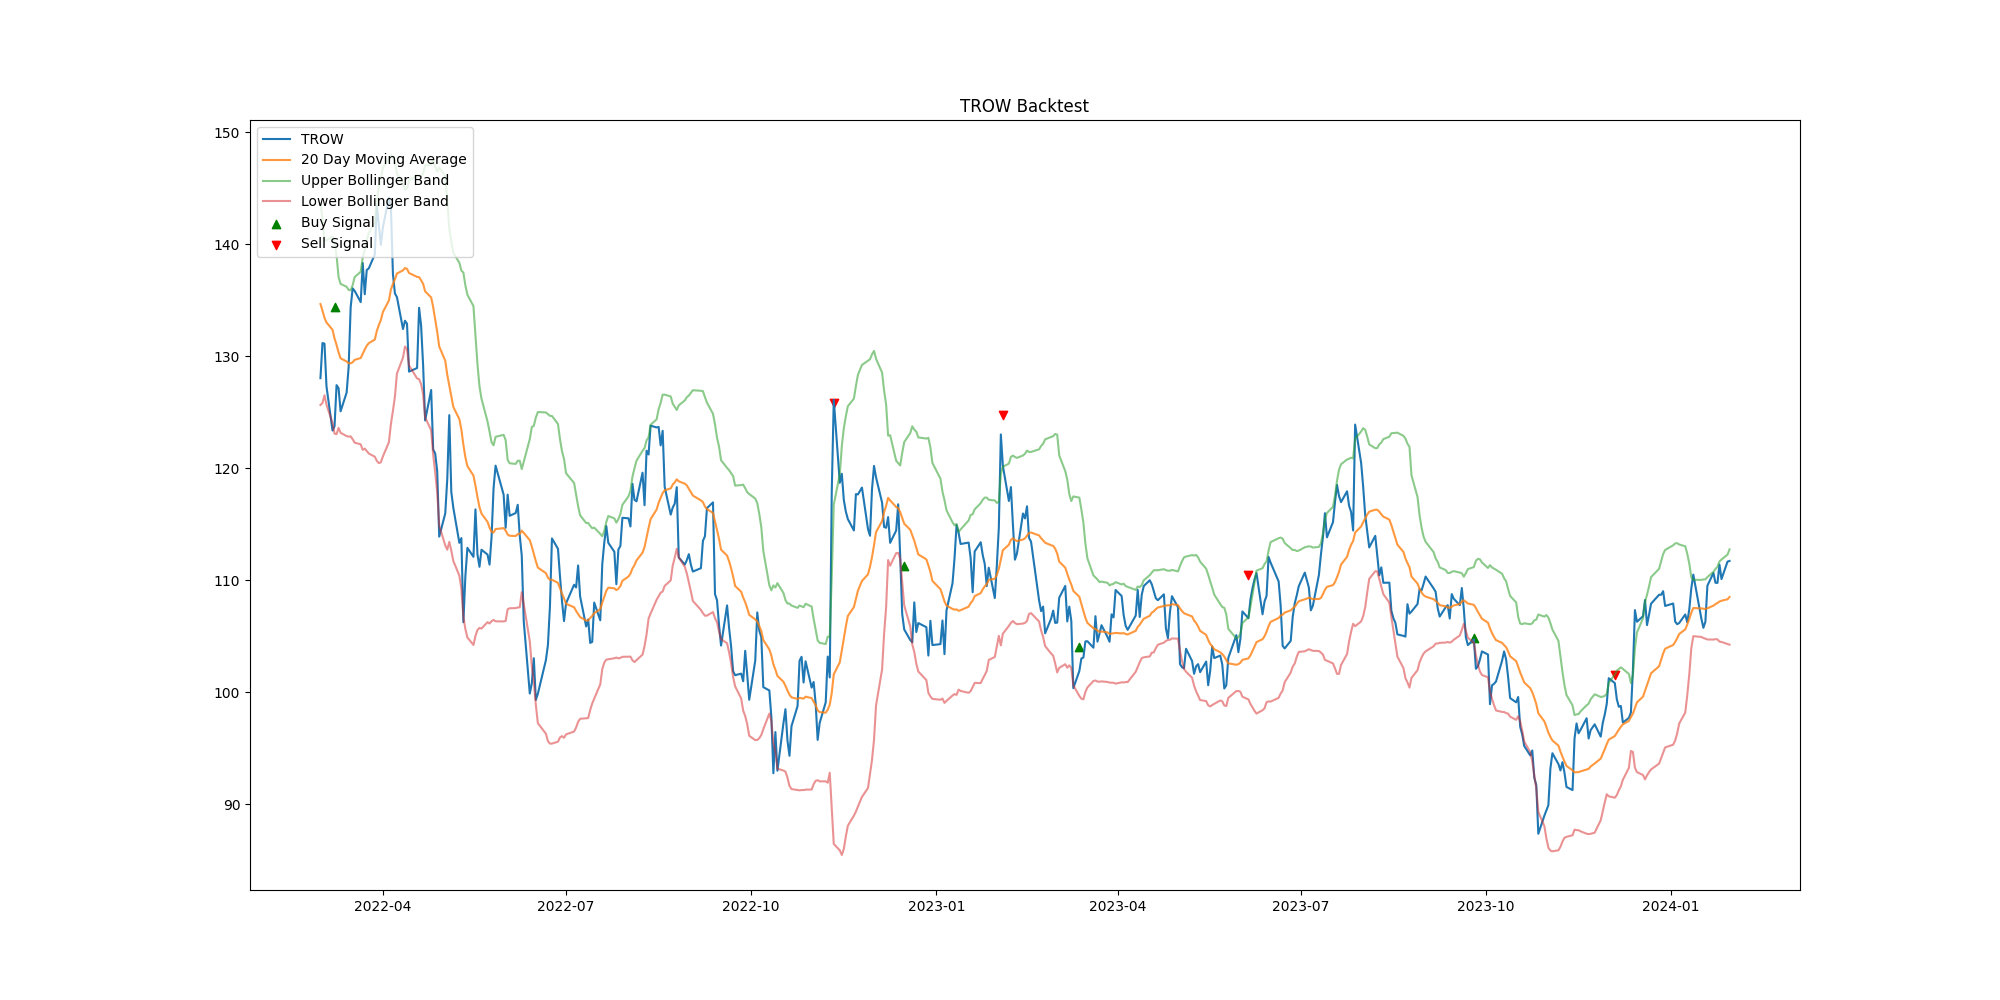 TROW Backtest
TROW
20 Day Moving Average
Upper Bollinger Band
Lower Bollinger Band
Buy Signal
Sell Signal
150
140
130
120
110
100
90
2022-04 2022-07 2022-10 2023-01 2023-04 2023-07 2023-10 2024-01